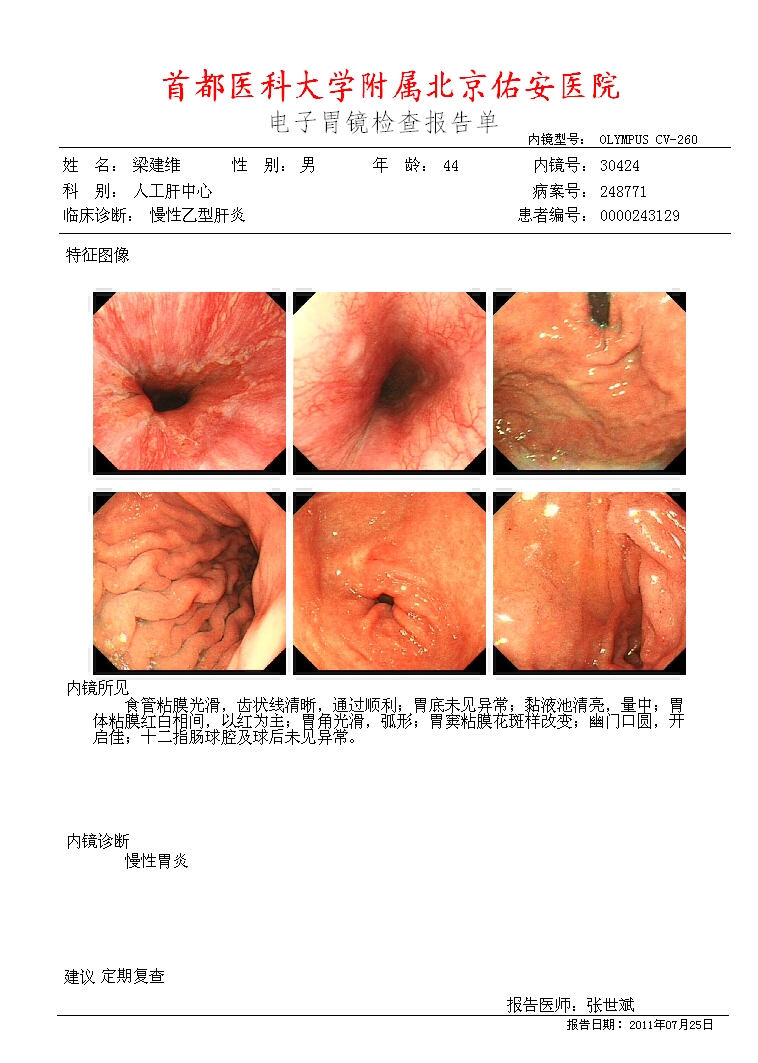 首都医科大学附属北京佑安医院
电子胃镜检查报告单
内镜型号： OLYMPUS CV-260
姓 名： 梁建维 性 别： 男 年 龄： 44 内镜号： 30424
科 别： 人工肝中心 病案号： 248771
临床诊断： 慢性乙型肝炎 患者编号： 0000243129
特征图像
内镜所见
食管粘膜光滑，齿状线清晰，通过顺利；胃底未见异常；黏液池清亮，量中；胃
体粘膜红白相间，以红为主；胃角光滑，弧形；胃窦粘膜花斑样改变；幽门口圆，开
启佳；十二指肠球腔及球后未见异常。
内镜诊断
慢性胃炎
建议 定期复查
报告医师： 张世斌
报告日期： 2011年07月25日